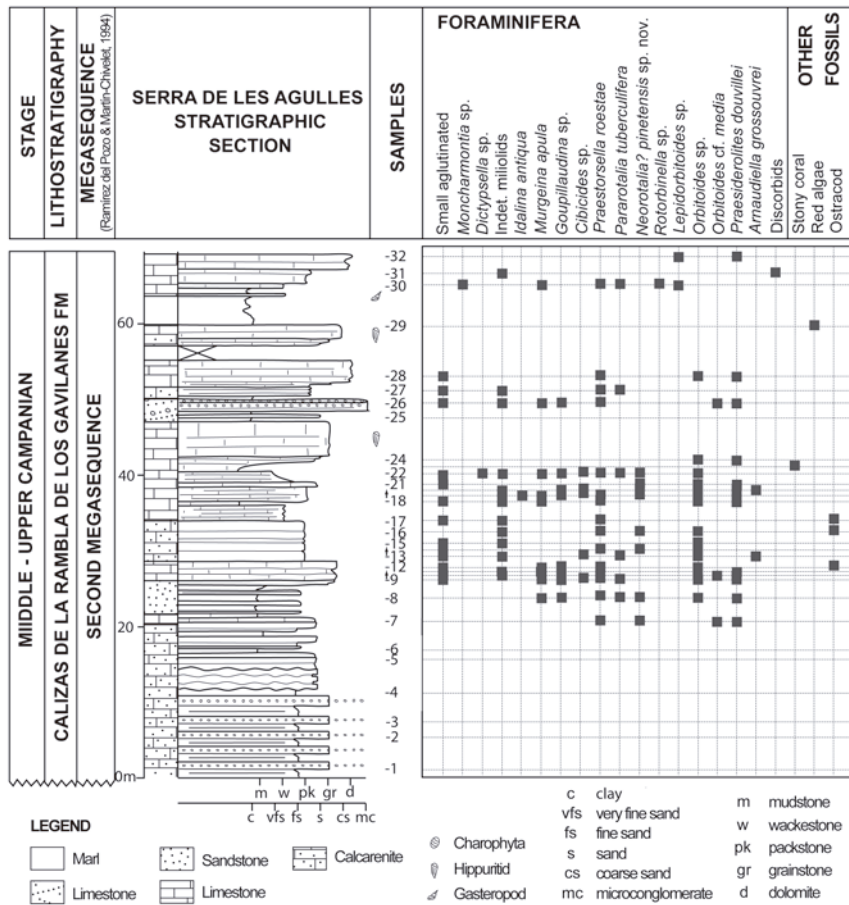 STAGE
LITHOSTRATIGRAPHY
MEGASEQUENCE
(Ramírez del Pozo & Martín-Chivelet, 1994)
SERRA DE LES AGULLES
STRATIGRAPHIC
SECTION
SAMPLES
FORAMINIFERA
Small aglutinated
Moncharmontia sp.
Dictypsella sp.
Indet. miliolids
Idalina antiqua
Murgeina apula
Goupillaudina sp.
Cibicides sp.
Praestorsella roestae
Pararotalia tuberculifera
Neorotalia? pinetensis sp. nov.
Rotorbinella sp.
Lepidorbitoides sp.
Orbitoides sp.
Orbitoides cf. media
Praesiderolites douvillei
Arnaudiella grossouvrei
Discorbids
OTHER
FOSSILS
Stony coral
Red algae
Ostracod
MIIDDLE - UPPER CAMPANIAN
CALIZAS DE LA RAMBLA DE LOS GAVILANES FM
SECOND MEGASEQUENCE
60
40
20
0m
-32
-31
-30
-29
-28
-27
-26
-25
-24
-22
-21
-18
-17
-16
-15
-13
-12
-9
-8
-7
-6
-5
-4
-3
-2
-1
m w pk gr d
c vfs fs s cs mc
LEGEND
Marl
Sandstone
Calcarenite
Limestone
Limestone
Charophyta
Hippuritid
Gasteropod
c clay
vfs very fine sand
fs fine sand
s sand
cs coarse sand
mc microconglomerate
m mudstone
w wackestone
pk packstone
gr grainstone
d dolomite